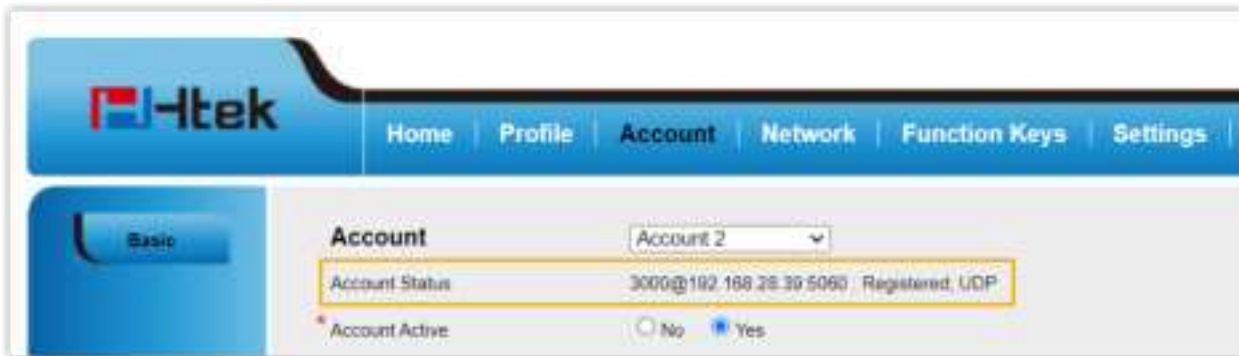 Htek
Home Profile Account Network Function Keys Settings
Basic
Account Account 2
Account Status 3000@192.168.28.39:5060 Registered, UDP
* Account Active No Yes